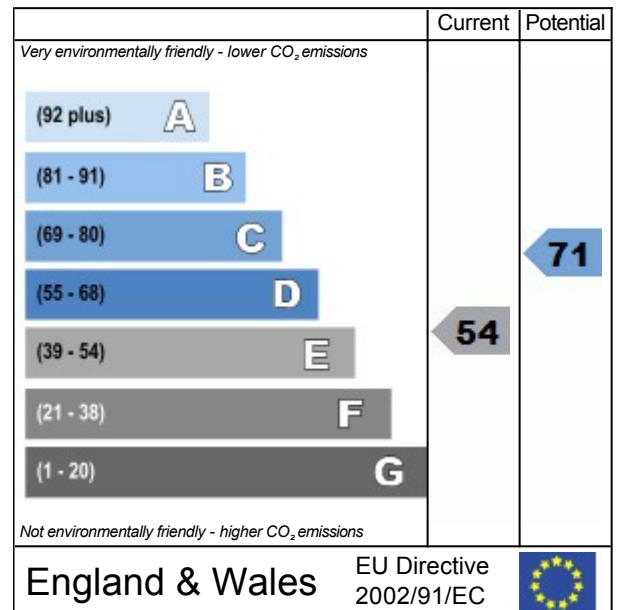 Current Potential
Very environmentally friendly - lower CO₂ emissions
(92 plus) A
(81 - 91) B
(69 - 80) C
71
(55 - 68) D
54
(39 - 54) E
(21 - 38) F
(1 - 20) G
Not environmentally friendly - higher CO₂ emissions
England & Wales
EU Directive
2002/91/EC